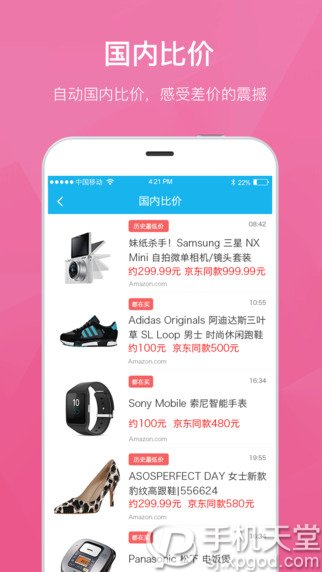 国内比价
自动国内比价，感受差价的震撼
中国移动 4:21 PM 22%
国内比价
历史最低价 08:42
妹纸杀手！Samsung 三星 NX
Mini 自拍微单相机/镜头套装
约299.99元 京东同款999.99元
Amazon.com
都在买 10:55
Adidas Originals 阿迪达斯三叶
草 SL Loop 男士 时尚休闲跑鞋
约100元 京东同款500元
Amazon.com
都在买 16:34
Sony Mobile 索尼智能手表
约100元 京东同款480元
Amazon.com
历史最低价 19:55
ASOSPERFECT DAY 女士新款
豹纹高跟鞋|556624
约299.99元 京东同款580元
Amazon.com
都在买 16:34
Panasonic 松下 电饭煲
手机天堂
sjxpgod.com